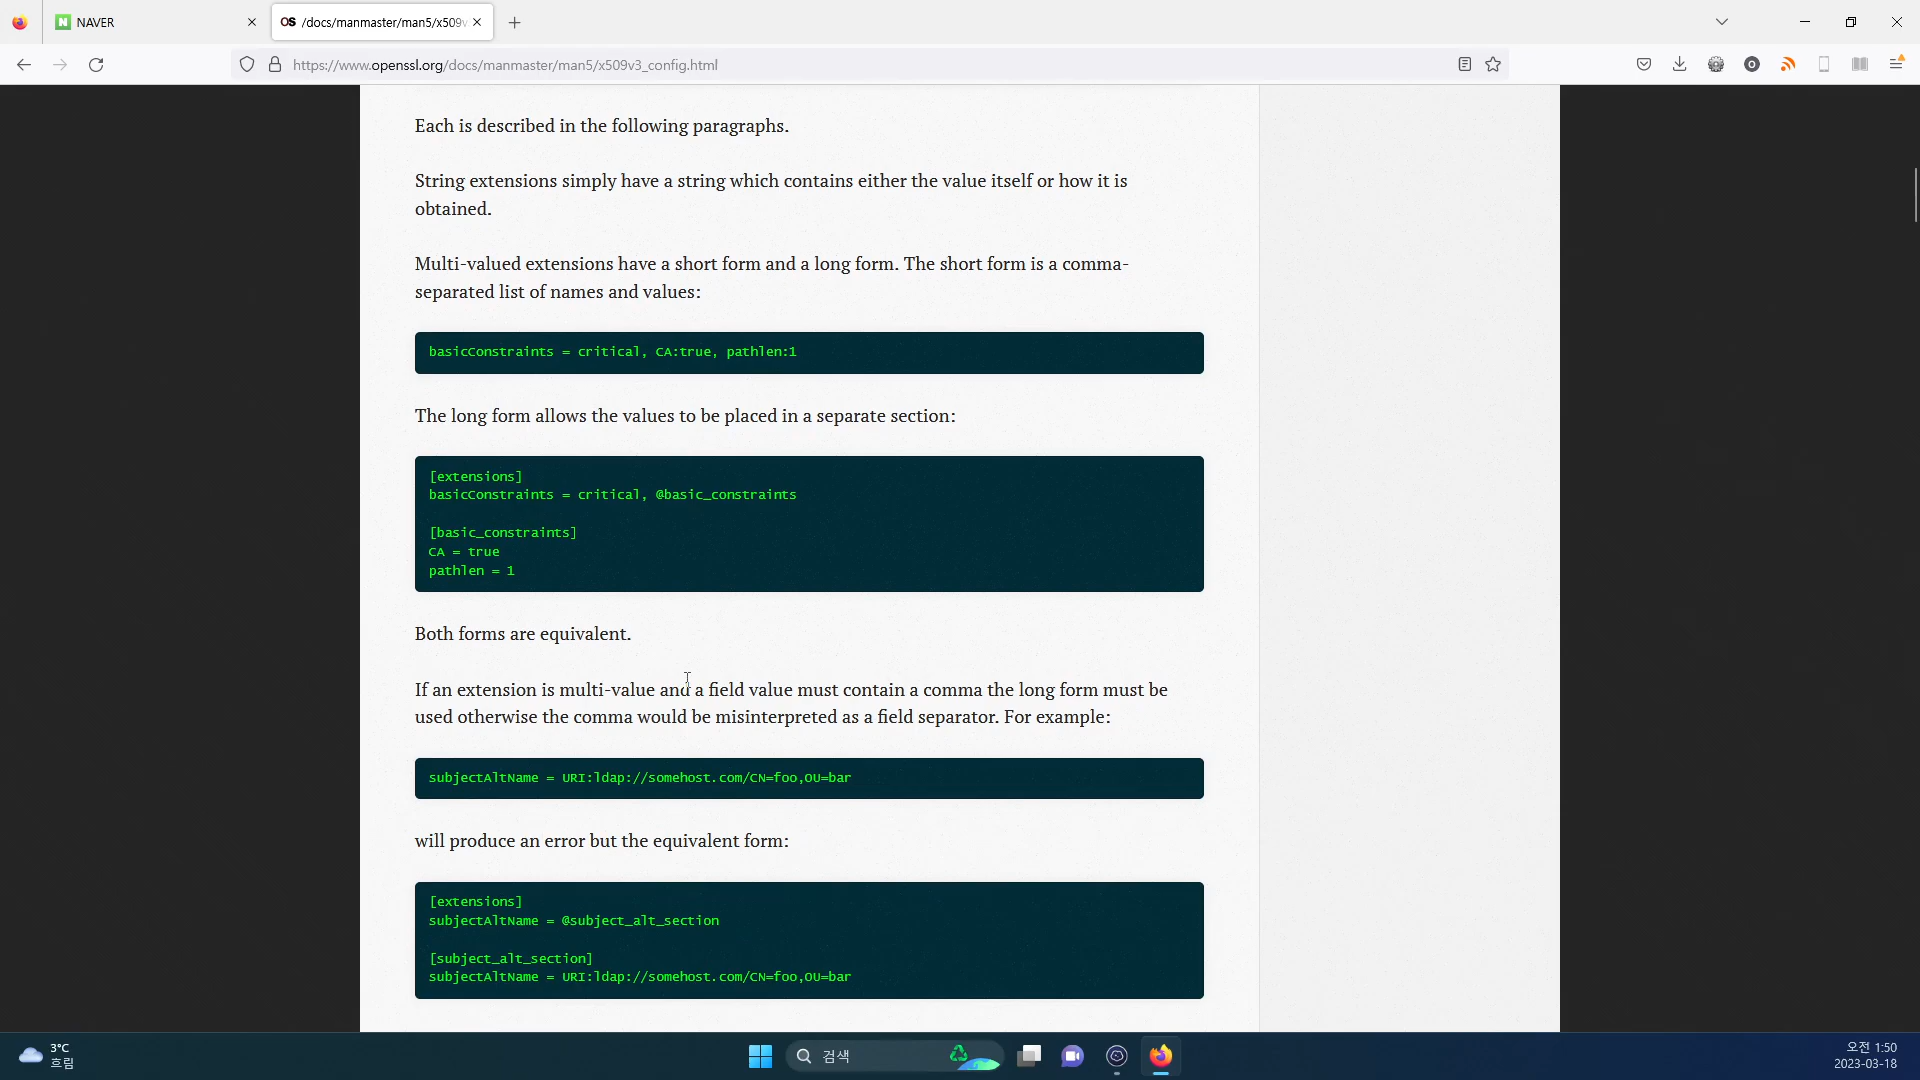 NAVER
OS /docs/manmaster/man5/x509v
https://www.openssl.org/docs/manmaster/man5/x509v3_config.html
Each is described in the following paragraphs.
String extensions simply have a string which contains either the value itself or how it is
obtained.
Multi-valued extensions have a short form and a long form. The short form is a comma-
separated list of names and values:
basicConstraints = critical, CA:true, pathlen:1
The long form allows the values to be placed in a separate section:
[extensions]
basicConstraints = critical, @basic_constraints
[basic_constraints]
CA = true
pathlen = 1
Both forms are equivalent.
If an extension is multi-value and a field value must contain a comma the long form must be
used otherwise the comma would be misinterpreted as a field separator. For example:
subjectAltName = URI:ldap://somehost.com/CN=foo,OU=bar
will produce an error but the equivalent form:
[extensions]
subjectAltName = @subject_alt_section
[subject_alt_section]
subjectAltName = URI:ldap://somehost.com/CN=foo,OU=bar
3°C
흐림
검색
오전 1:50
2023-03-18